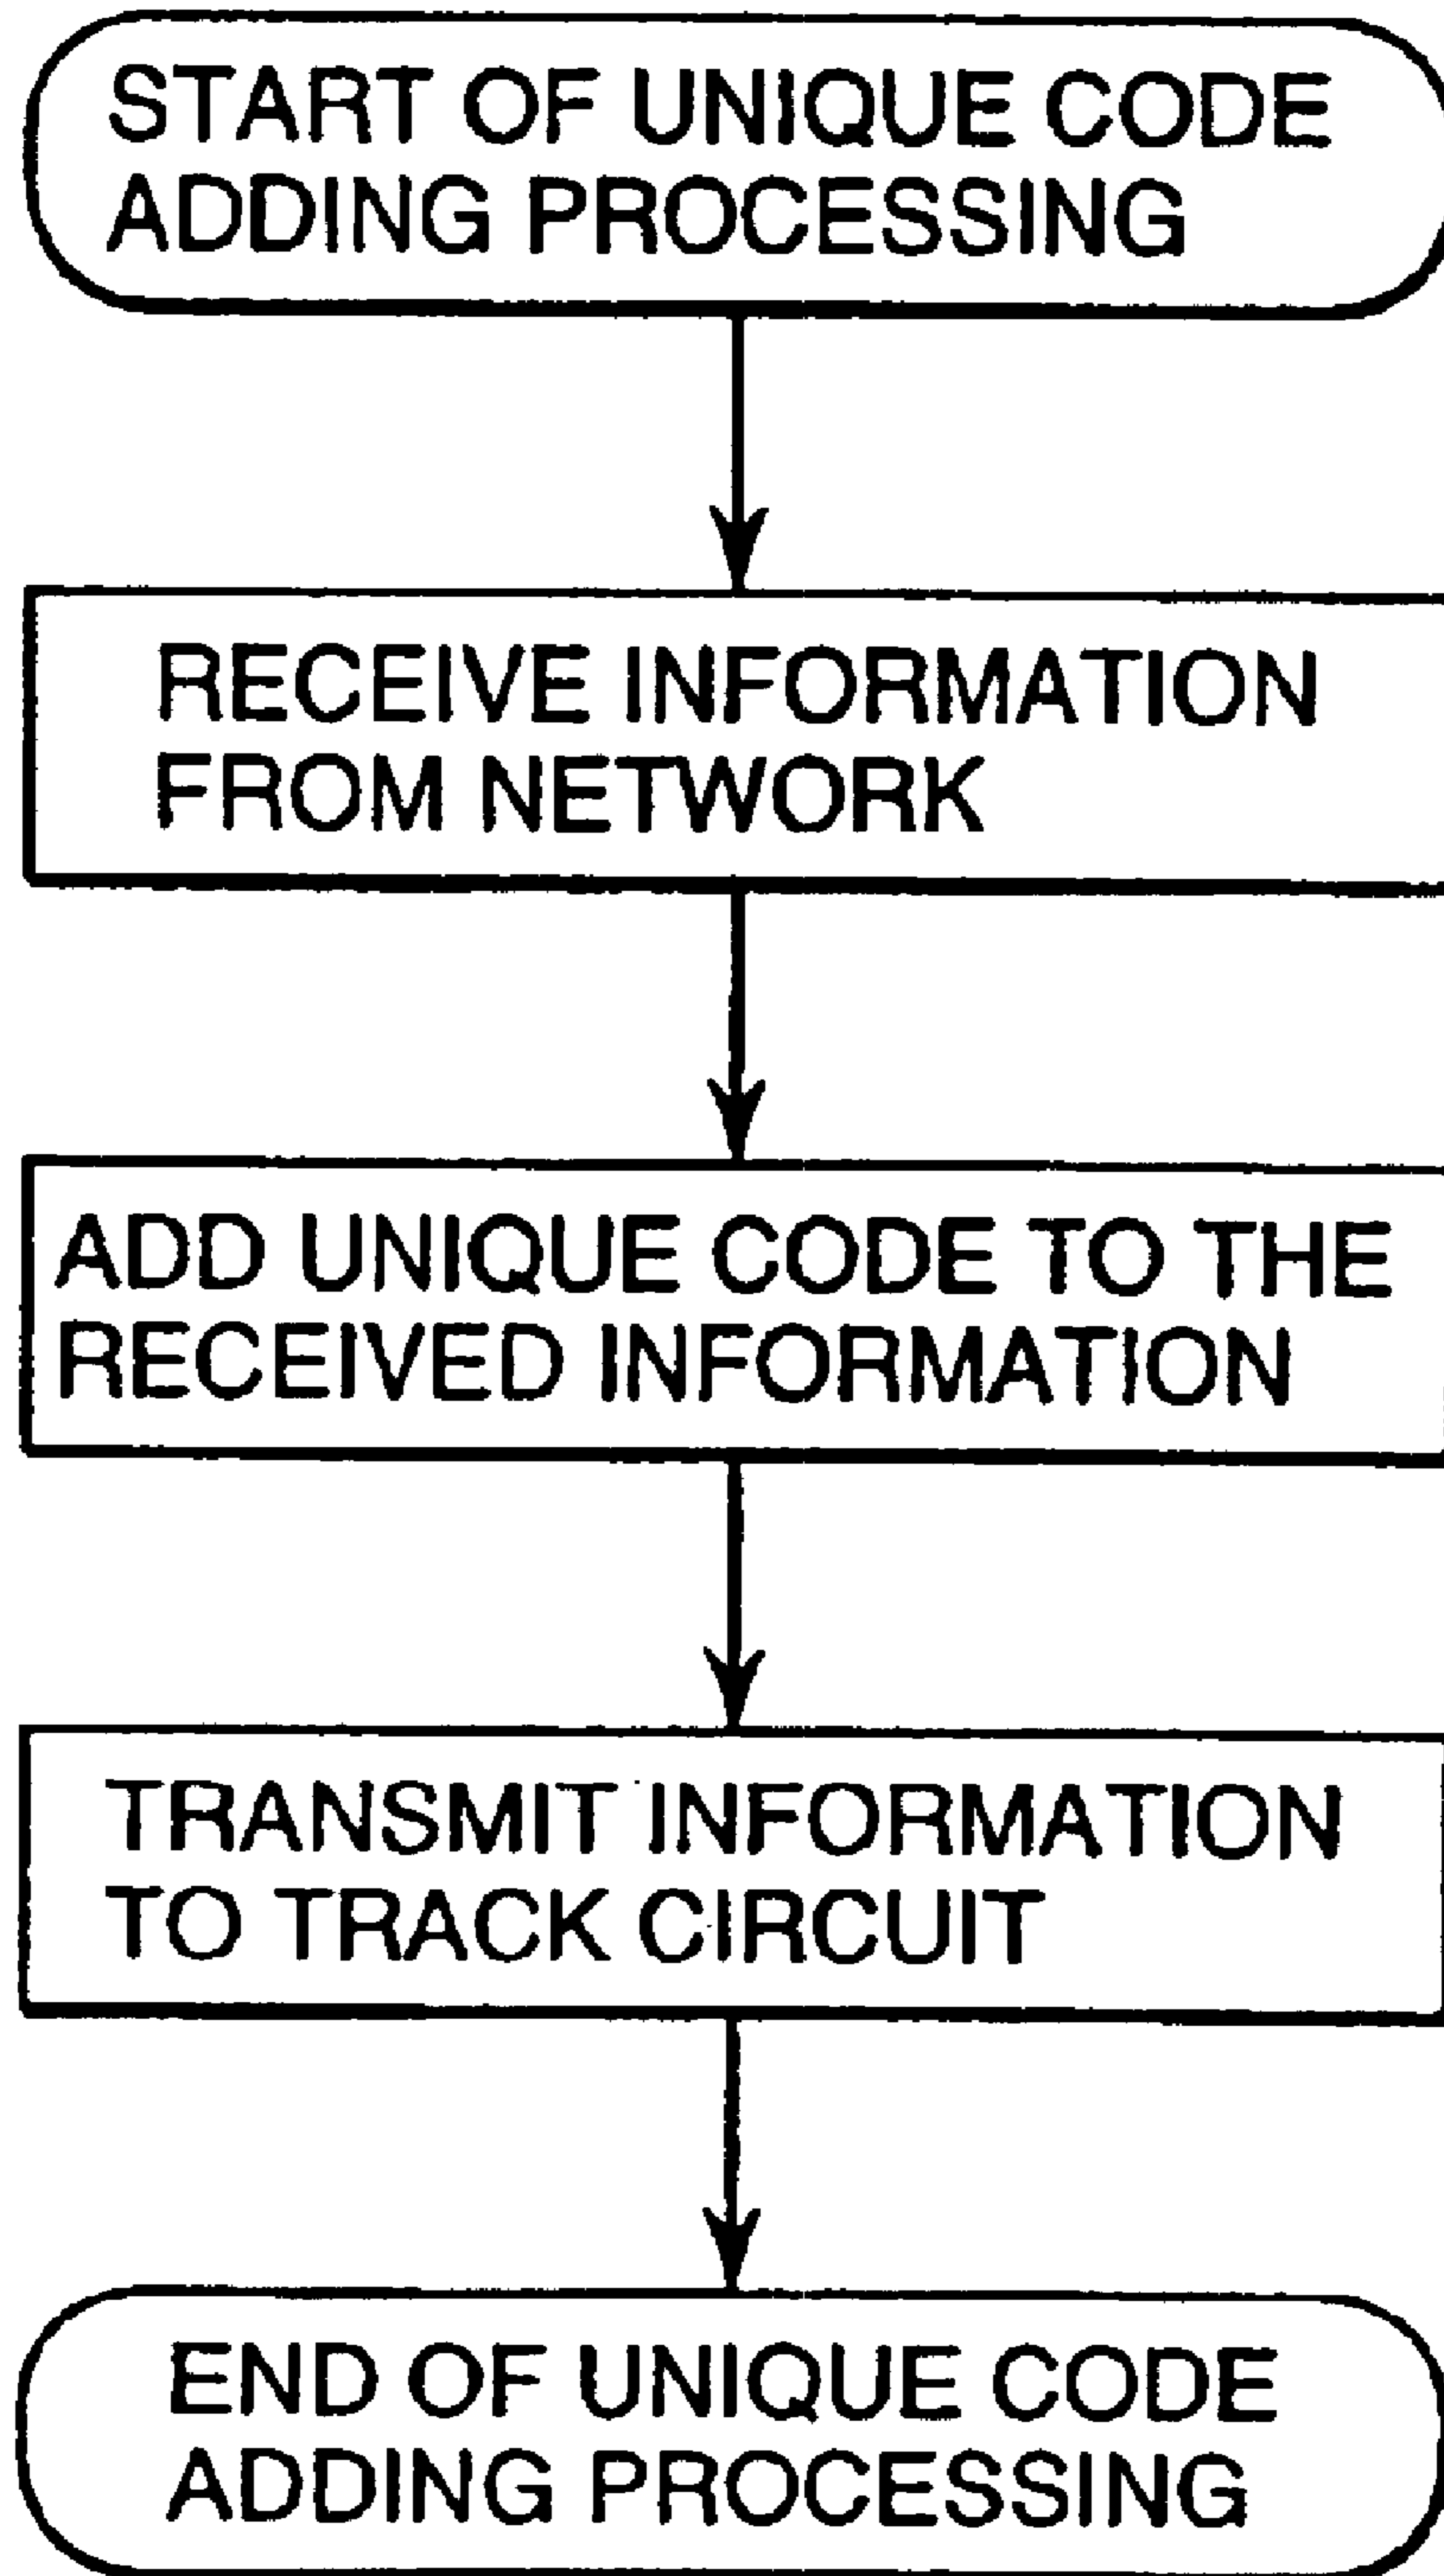 START OF UNIQUE CODE
ADDING PROCESSING
RECEIVE INFORMATION
FROM NETWORK
ADD UNIQUE CODE TO THE
RECEIVED INFORMATION
TRANSMIT INFORMATION
TO TRACK CIRCUIT
END OF UNIQUE CODE
ADDING PROCESSING